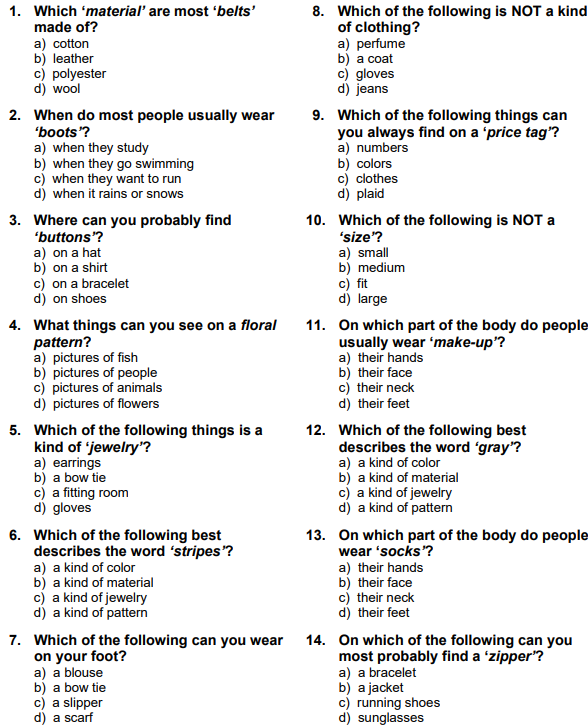 1. Which ‘material’ are most ‘belts’
made of?
a) cotton
b) leather
c) polyester
d) wool
2. When do most people usually wear
‘boots’?
a) when they study
b) when they go swimming
c) when they want to run
d) when it rains or snows
3. Where can you probably find
‘buttons’?
a) on a hat
b) on a shirt
c) on a bracelet
d) on shoes
4. What things can you see on a floral
pattern?
a) pictures of fish
b) pictures of people
c) pictures of animals
d) pictures of flowers
5. Which of the following things is a
kind of ‘jewelry’?
a) earrings
b) a bow tie
c) a fitting room
d) gloves
6. Which of the following best
describes the word ‘stripes’?
a) a kind of color
b) a kind of material
c) a kind of jewelry
d) a kind of pattern
7. Which of the following can you wear
on your foot?
a) a blouse
b) a bow tie
c) a slipper
d) a scarf
8. Which of the following is NOT a kind
of clothing?
a) perfume
b) a coat
c) gloves
d) jeans
9. Which of the following things can
you always find on a ‘price tag’?
a) numbers
b) colors
c) clothes
d) plaid
10. Which of the following is NOT a
‘size’?
a) small
b) medium
c) fit
d) large
11. On which part of the body do people
usually wear ‘make-up’?
a) their hands
b) their face
c) their neck
d) their feet
12. Which of the following best
describes the word ‘gray’?
a) a kind of color
b) a kind of material
c) a kind of jewelry
d) a kind of pattern
13. On which part of the body do people
wear ‘socks’?
a) their hands
b) their face
c) their neck
d) their feet
14. On which of the following can you
most probably find a ‘zipper’?
a) a bracelet
b) a jacket
c) running shoes
d) sunglasses